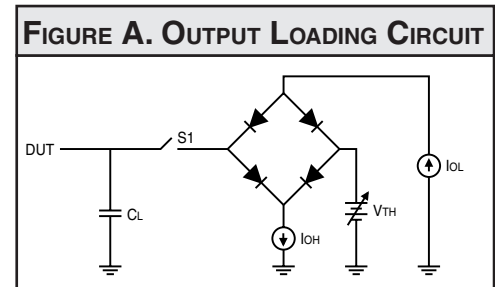 FIGURE A. OUTPUT LOADING CIRCUIT
DUT
S1
IOL
CL
VTH
IOH